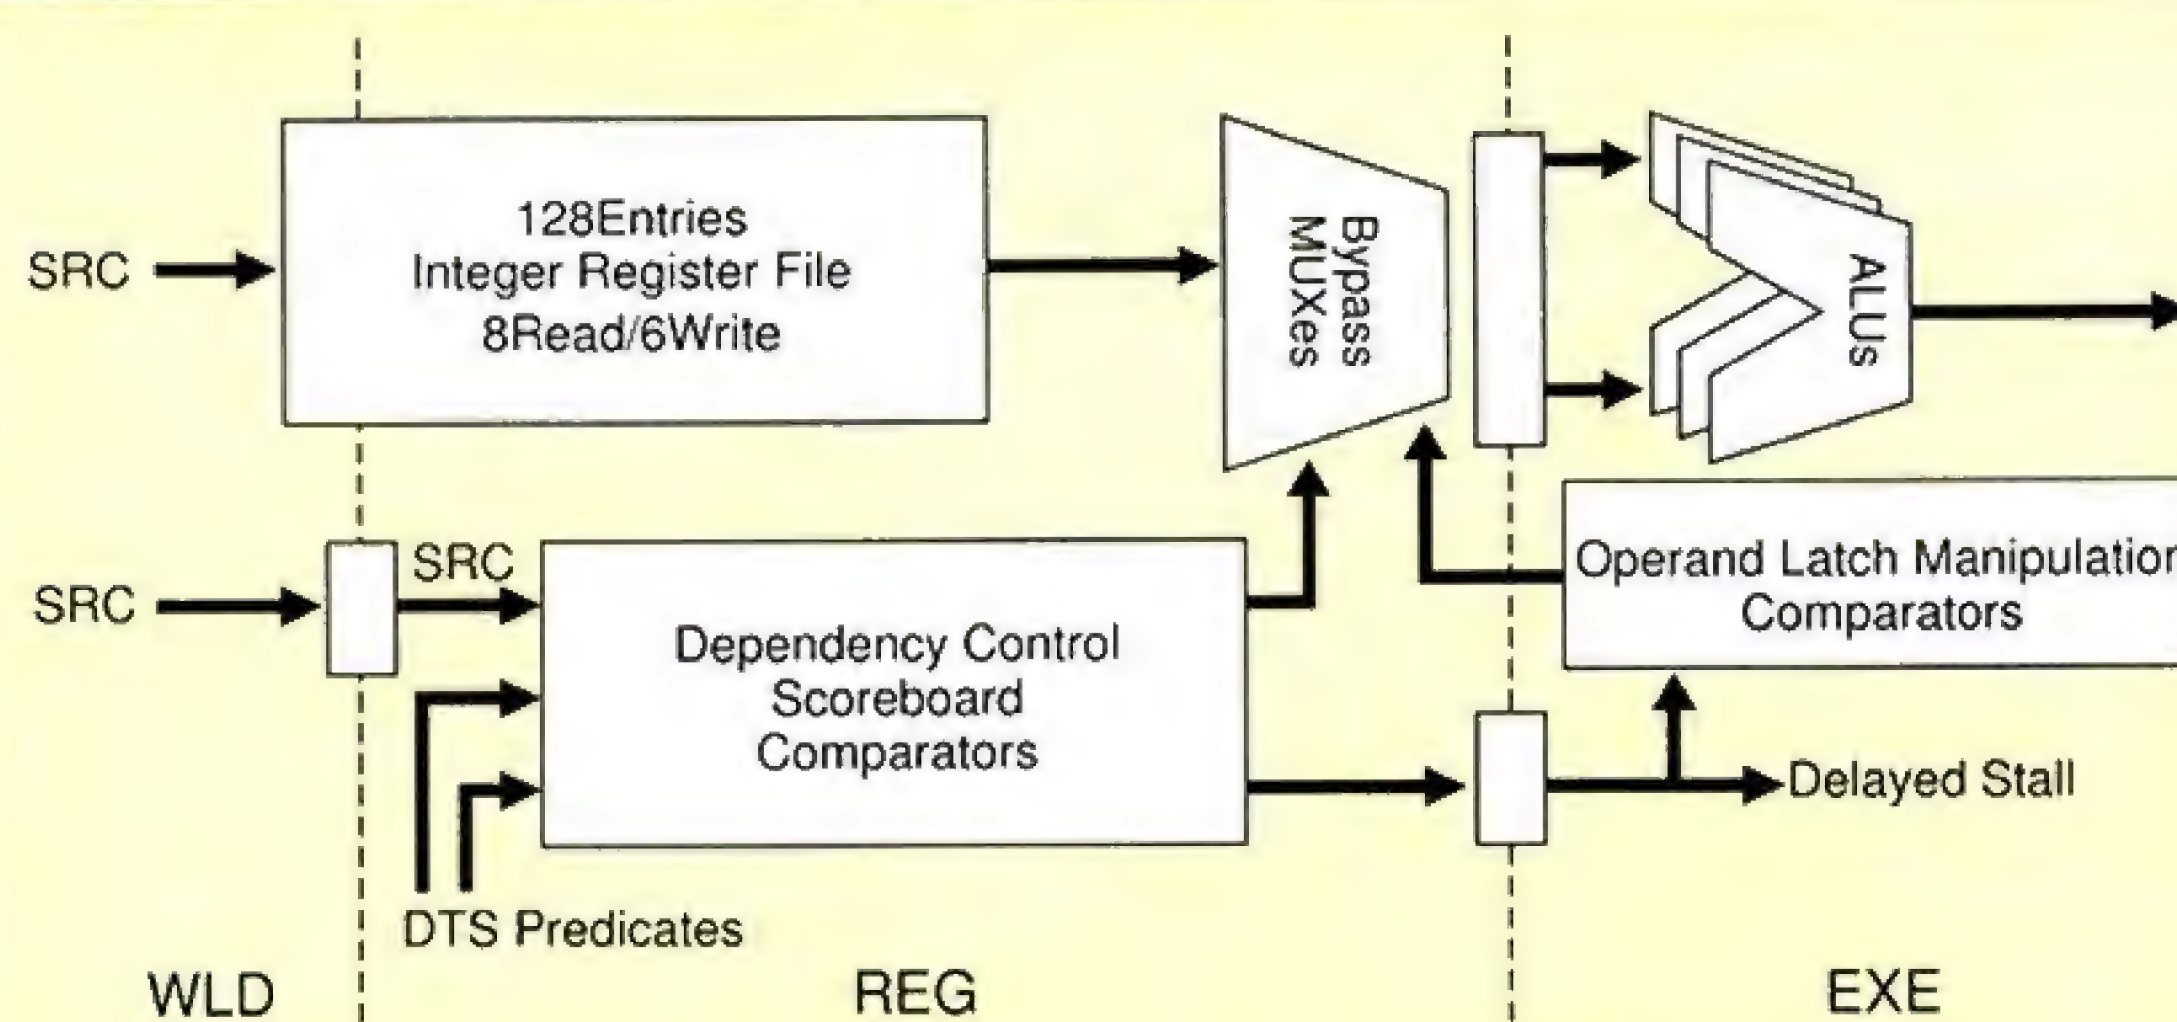 128Entries
Integer Register File
8Read/6Write
SRC
Bypass
MUXes
ALUs
SRC
SRC
Dependency Control
Scoreboard
Comparators
Operand Latch Manipulation
Comparators
Delayed Stall
DTS Predicates
WLD
REG
EXE